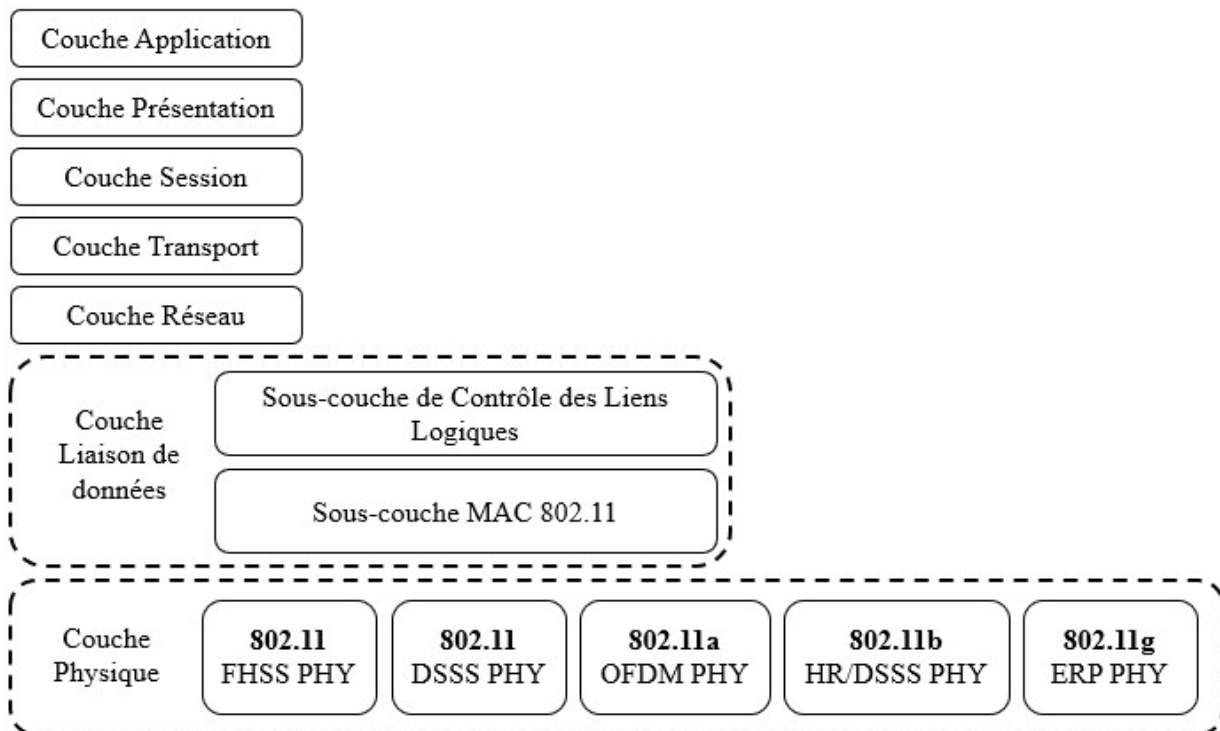 Couche Application
Couche Présentation
Couche Session
Couche Transport
Couche Réseau
Couche
Liaison de
données
Sous-couche de Contrôle des Liens
Logiques
Sous-couche MAC 802.11
Couche
Physique
802.11
FHSS PHY
802.11
DSSS PHY
802.11a
OFDM PHY
802.11b
HR/DSSS PHY
802.11g
ERP PHY